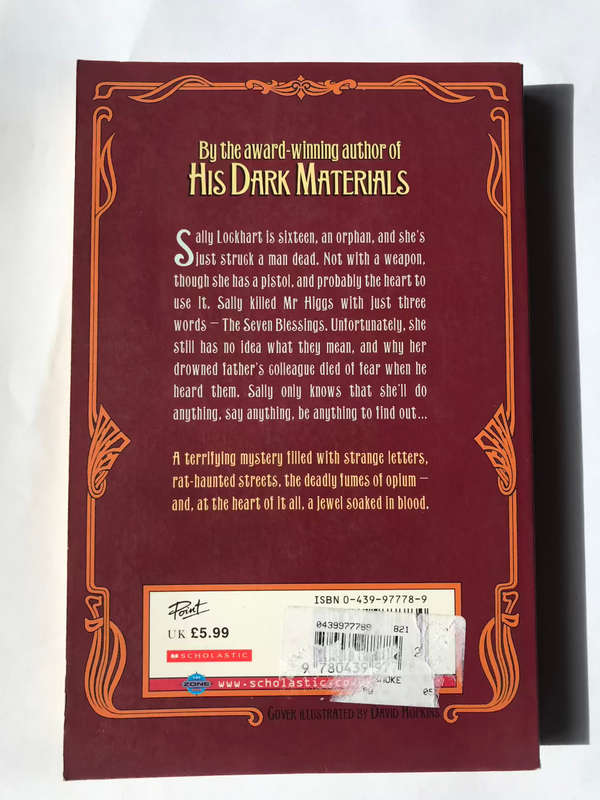 By the award-winning author of
HIS DARK MATERIALS
Sally Lockhart is sixteen, an orphan, and she's
just struck a man dead. Not with a weapon,
though she has a pistol, and probably the heart to
use it. Sally killed Mr Higgs with just three
words – The Seven Blessings. Unfortunately, she
still has no idea what they mean, and why her
drowned father's colleague died of fear when he
heard them. Sally only knows that she'll do
anything, say anything, be anything to find out...
A terrifying mystery filled with strange letters,
rat-haunted streets, the deadly fumes of opium –
and, at the heart of it all, a jewel soaked in blood.
Point
UK £5.99
SCHOLASTIC
ZONE
www.scholastic.co
ISBN 0-439-97778-9
0439977789 821
9 780439
COVER ILLUSTRATED BY DAVID HOPKINS